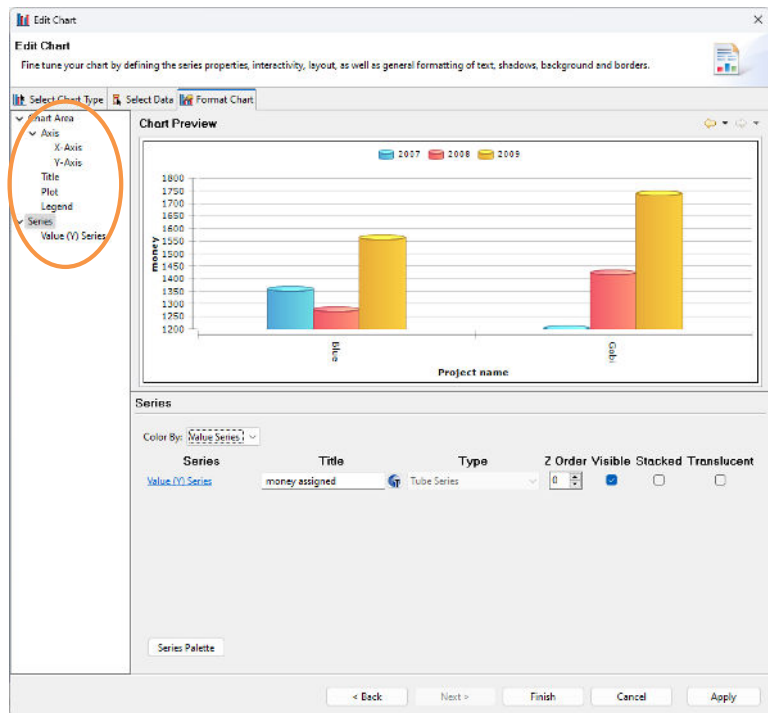 Edit Chart
Edit Chart
Fine tune your chart by defining the series properties, interactivity, layout, as well as general formatting of text, shadows, background and borders.
Select Chart Type Select Data Format Chart
Chart Area
Axis
X-Axis
Y-Axis
Title
Plot
Legend
Series
Value (Y) Series
Chart Preview
2007 2008 2009
1800
1750
1700
1650
1600
1550
1500
1450
1400
1350
1300
1250
1200
money
Blue
Gobi
Project name
Series
Color By: Value Series
Series Title Type Z Order Visible Stacked Translucent
Value (Y) Series money assigned Tube Series 0
Series Palette
< Back Next > Finish Cancel Apply